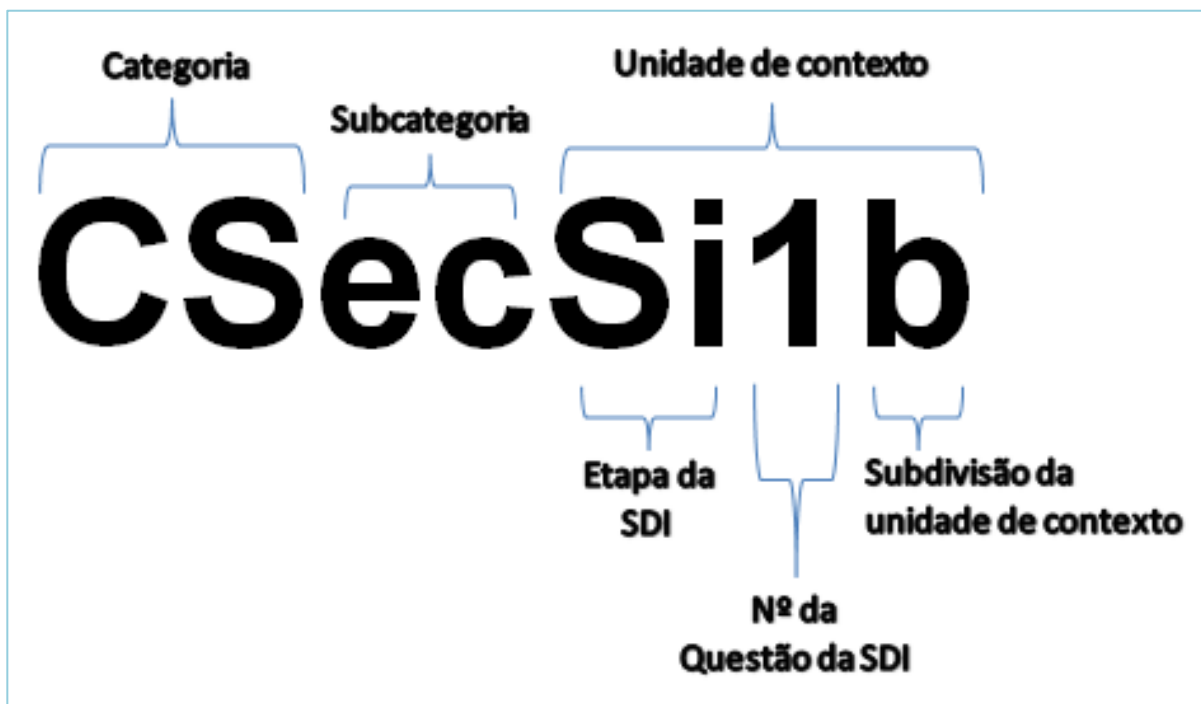 Categoria
Unidade de contexto
Subcategoria
CSecSi1b
Etapa da
SDI
Subdivisão da
unidade de contexto
Nº da
Questão da SDI